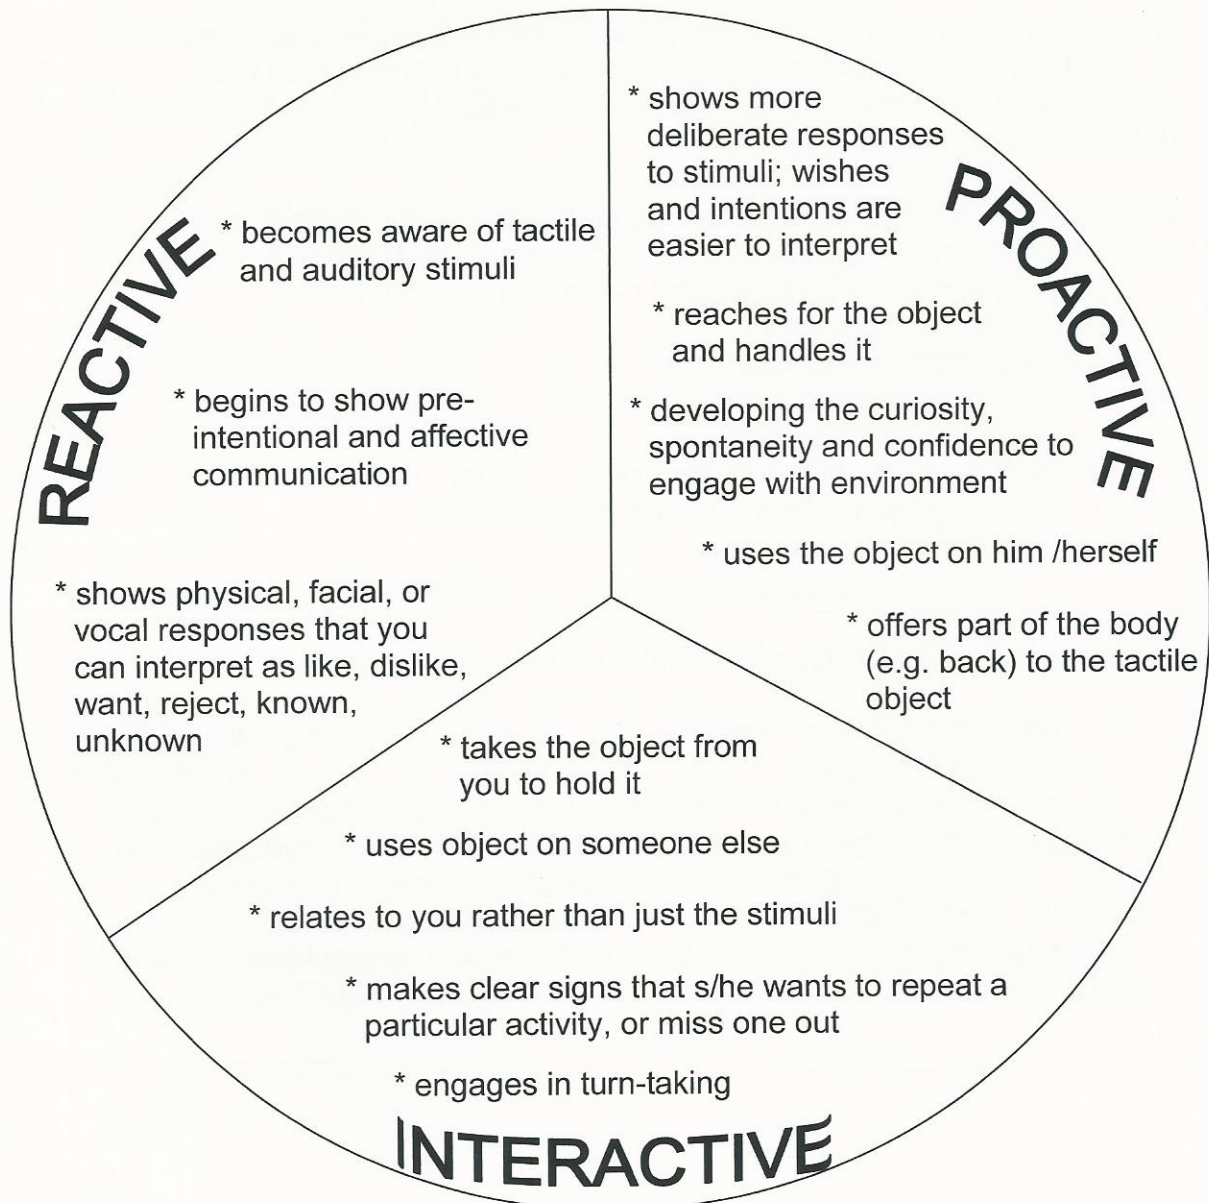 REACTIVE
* becomes aware of tactile
and auditory stimuli
* begins to show pre-
intentional and affective
communication
* shows physical, facial, or
vocal responses that you
can interpret as like, dislike,
want, reject, known,
unknown
PROACTIVE
* shows more
deliberate responses
to stimuli; wishes
and intentions are
easier to interpret
* reaches for the object
and handles it
* developing the curiosity,
spontaneity and confidence to
engage with environment
* uses the object on him /herself
* offers part of the body
(e.g. back) to the tactile
object
* takes the object from
you to hold it
* uses object on someone else
* relates to you rather than just the stimuli
* makes clear signs that s/he wants to repeat a
particular activity, or miss one out
* engages in turn-taking
INTERACTIVE